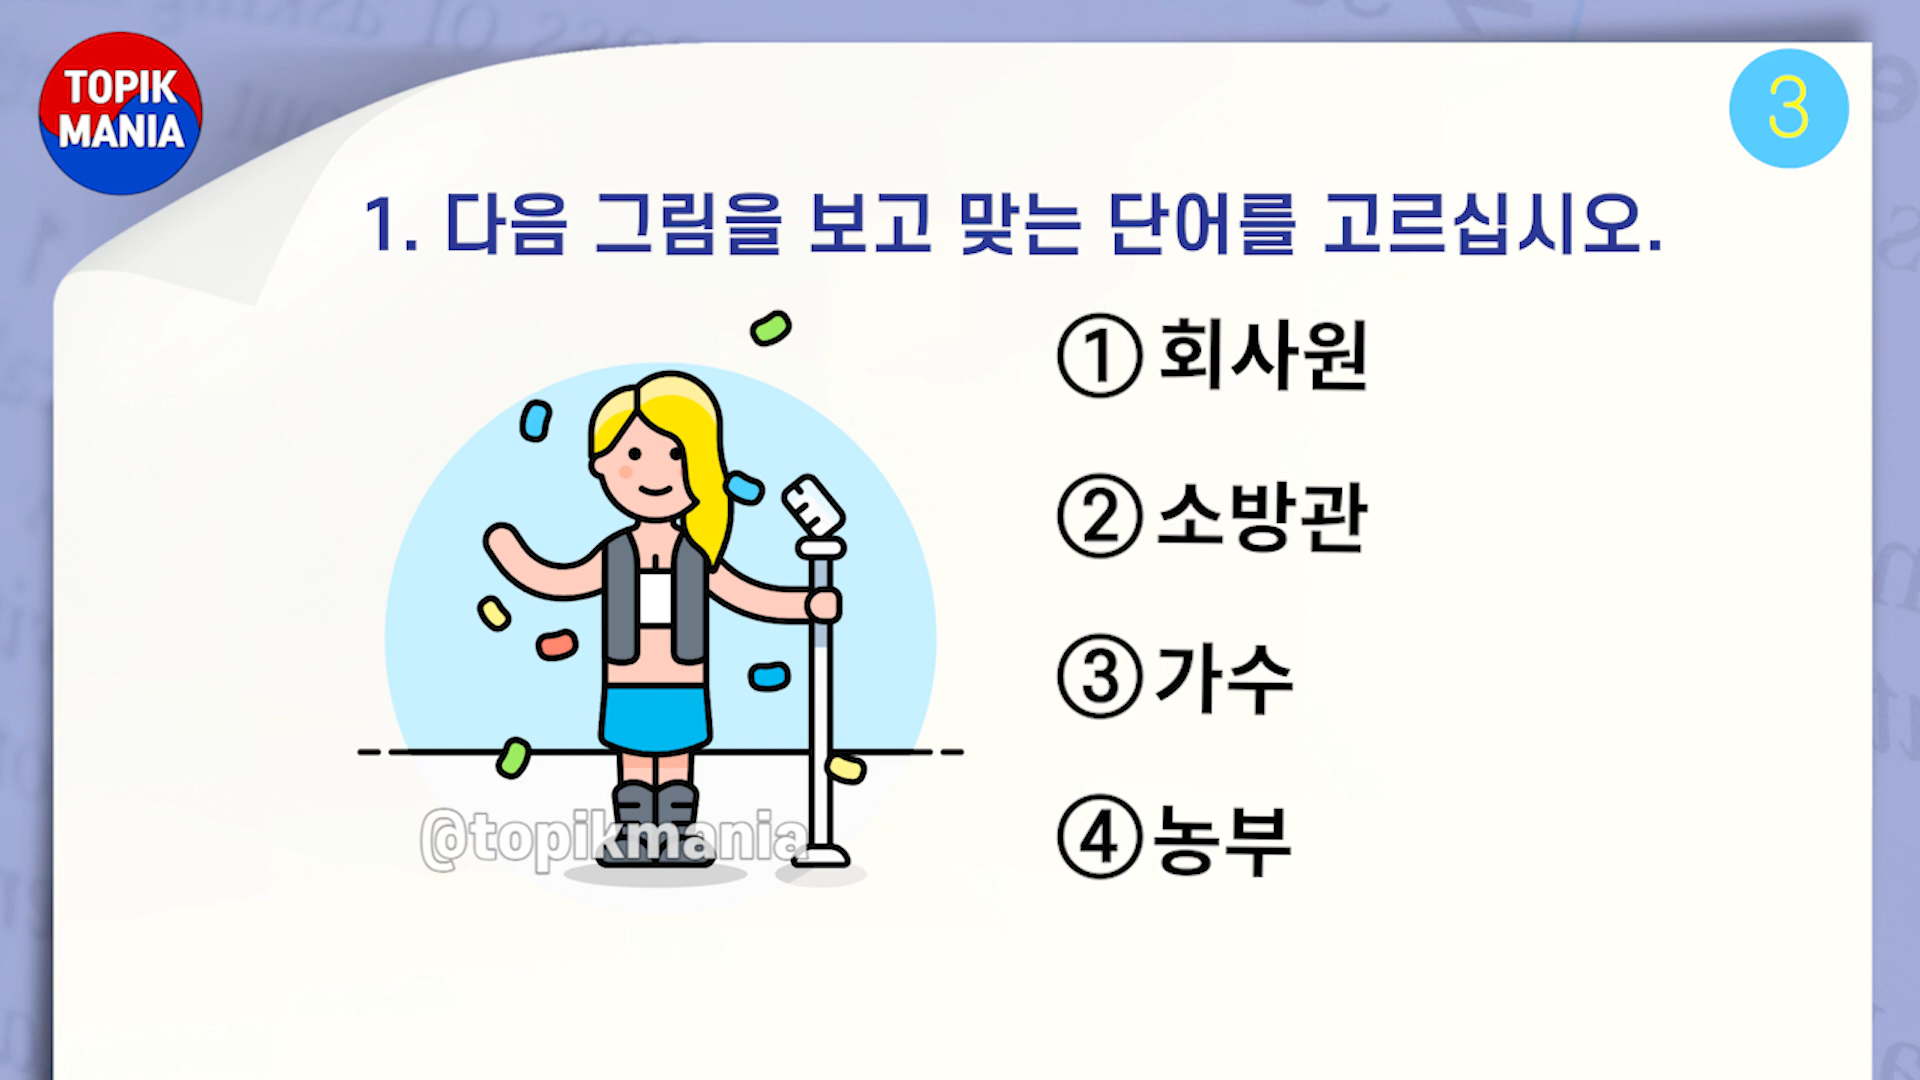 TOPIK
MANIA
3
1. 다음 그림을 보고 맞는 단어를 고르십시오.
① 회사원
② 소방관
③ 가수
④ 농부
@topikmania